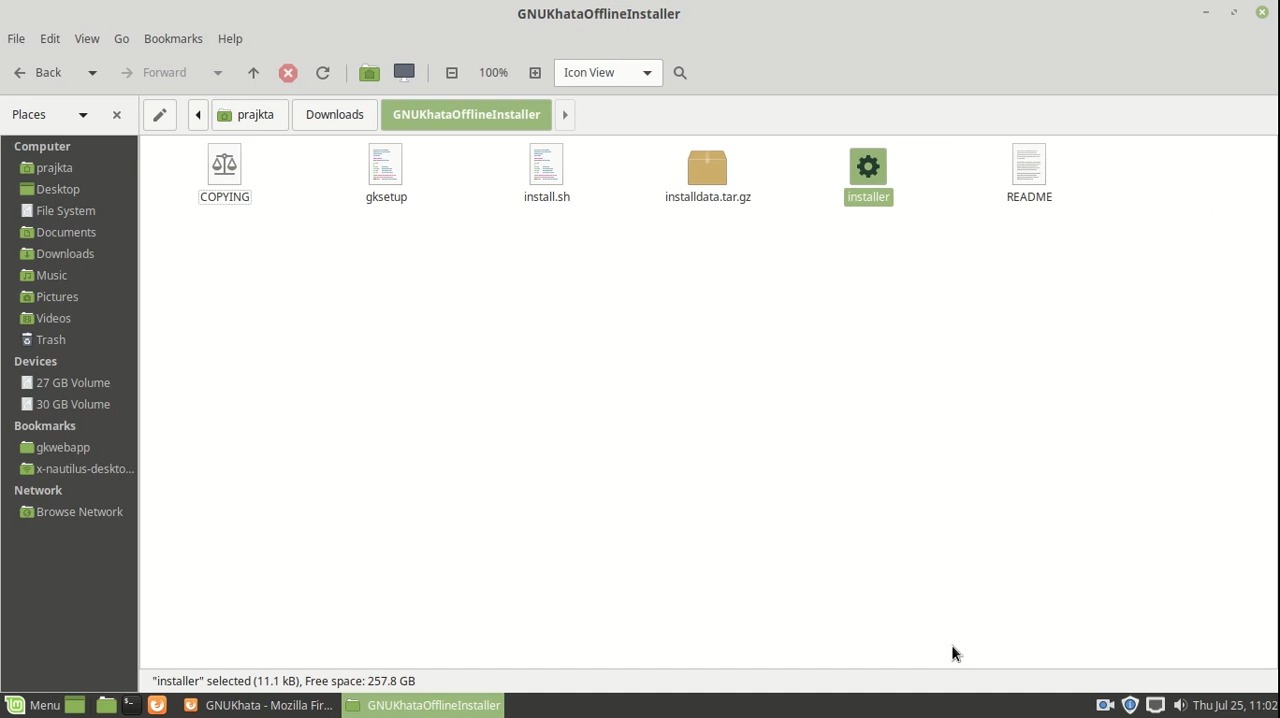 GNUKhataOfflineInstaller
File Edit View Go Bookmarks Help
Back Forward 100% Icon View
Places prajkta Downloads GNUKhataOfflineInstaller
Computer
prajkta
Desktop
File System
Documents
Downloads
Music
Pictures
Videos
Trash
Devices
27 GB Volume
30 GB Volume
Bookmarks
gkwebapp
x-nautilus-deskto...
Network
Browse Network
COPYING gksetup install.sh installdata.tar.gz installer README
"installer" selected (11.1 kB), Free space: 257.8 GB
Menu GNUKhata - Mozilla Fir... GNUKhataOfflineInstaller Thu Jul 25, 11:02